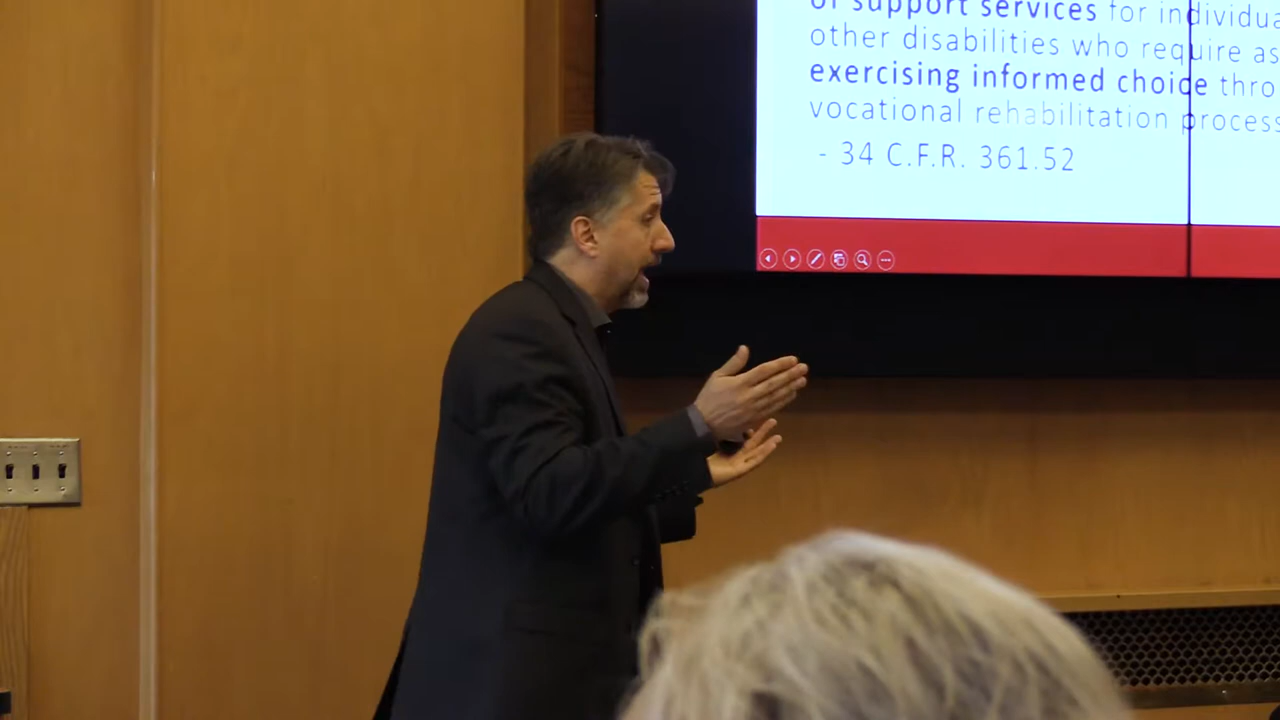 of support services for individua
other disabilities who require as
exercising informed choice thro
vocational rehabilitation process
- 34 C.F.R. 361.52